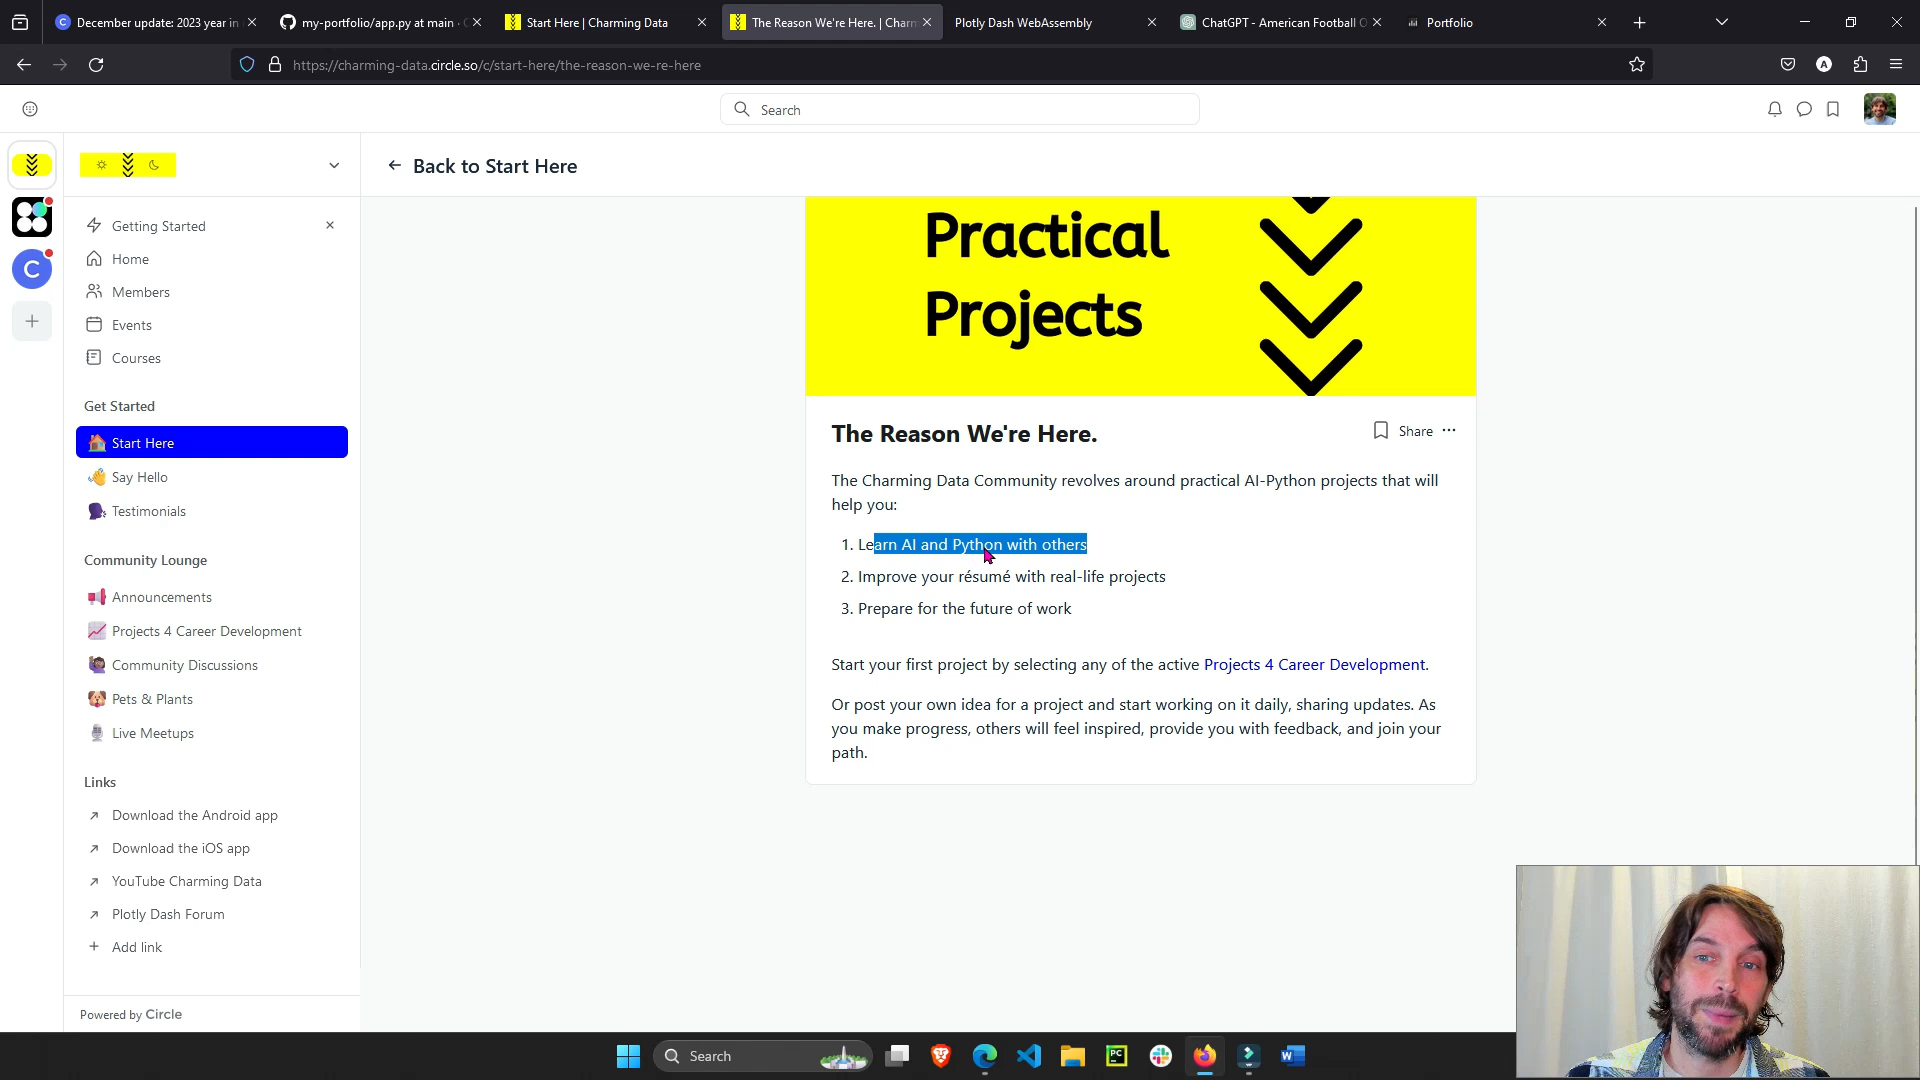 December update: 2023 year in
my-portfolio/app.py at main ·
Start Here | Charming Data
The Reason We're Here. | Charm
Plotly Dash WebAssembly
ChatGPT - American Football O
Portfolio
https://charming-data.circle.so/c/start-here/the-reason-we-re-here
A
Search
Back to Start Here
C
Getting Started
Home
Members
Events
Courses
Get Started
Start Here
Say Hello
Testimonials
Community Lounge
Announcements
Projects 4 Career Development
Community Discussions
Pets & Plants
Live Meetups
Links
Download the Android app
Download the iOS app
YouTube Charming Data
Plotly Dash Forum
Add link
Powered by Circle
Practical
Projects
The Reason We're Here.
Share
The Charming Data Community revolves around practical AI-Python projects that will
help you:
1. Learn AI and Python with others
2. Improve your résumé with real-life projects
3. Prepare for the future of work
Start your first project by selecting any of the active Projects 4 Career Development.
Or post your own idea for a project and start working on it daily, sharing updates. As
you make progress, others will feel inspired, provide you with feedback, and join your
path.
Search
PC
W